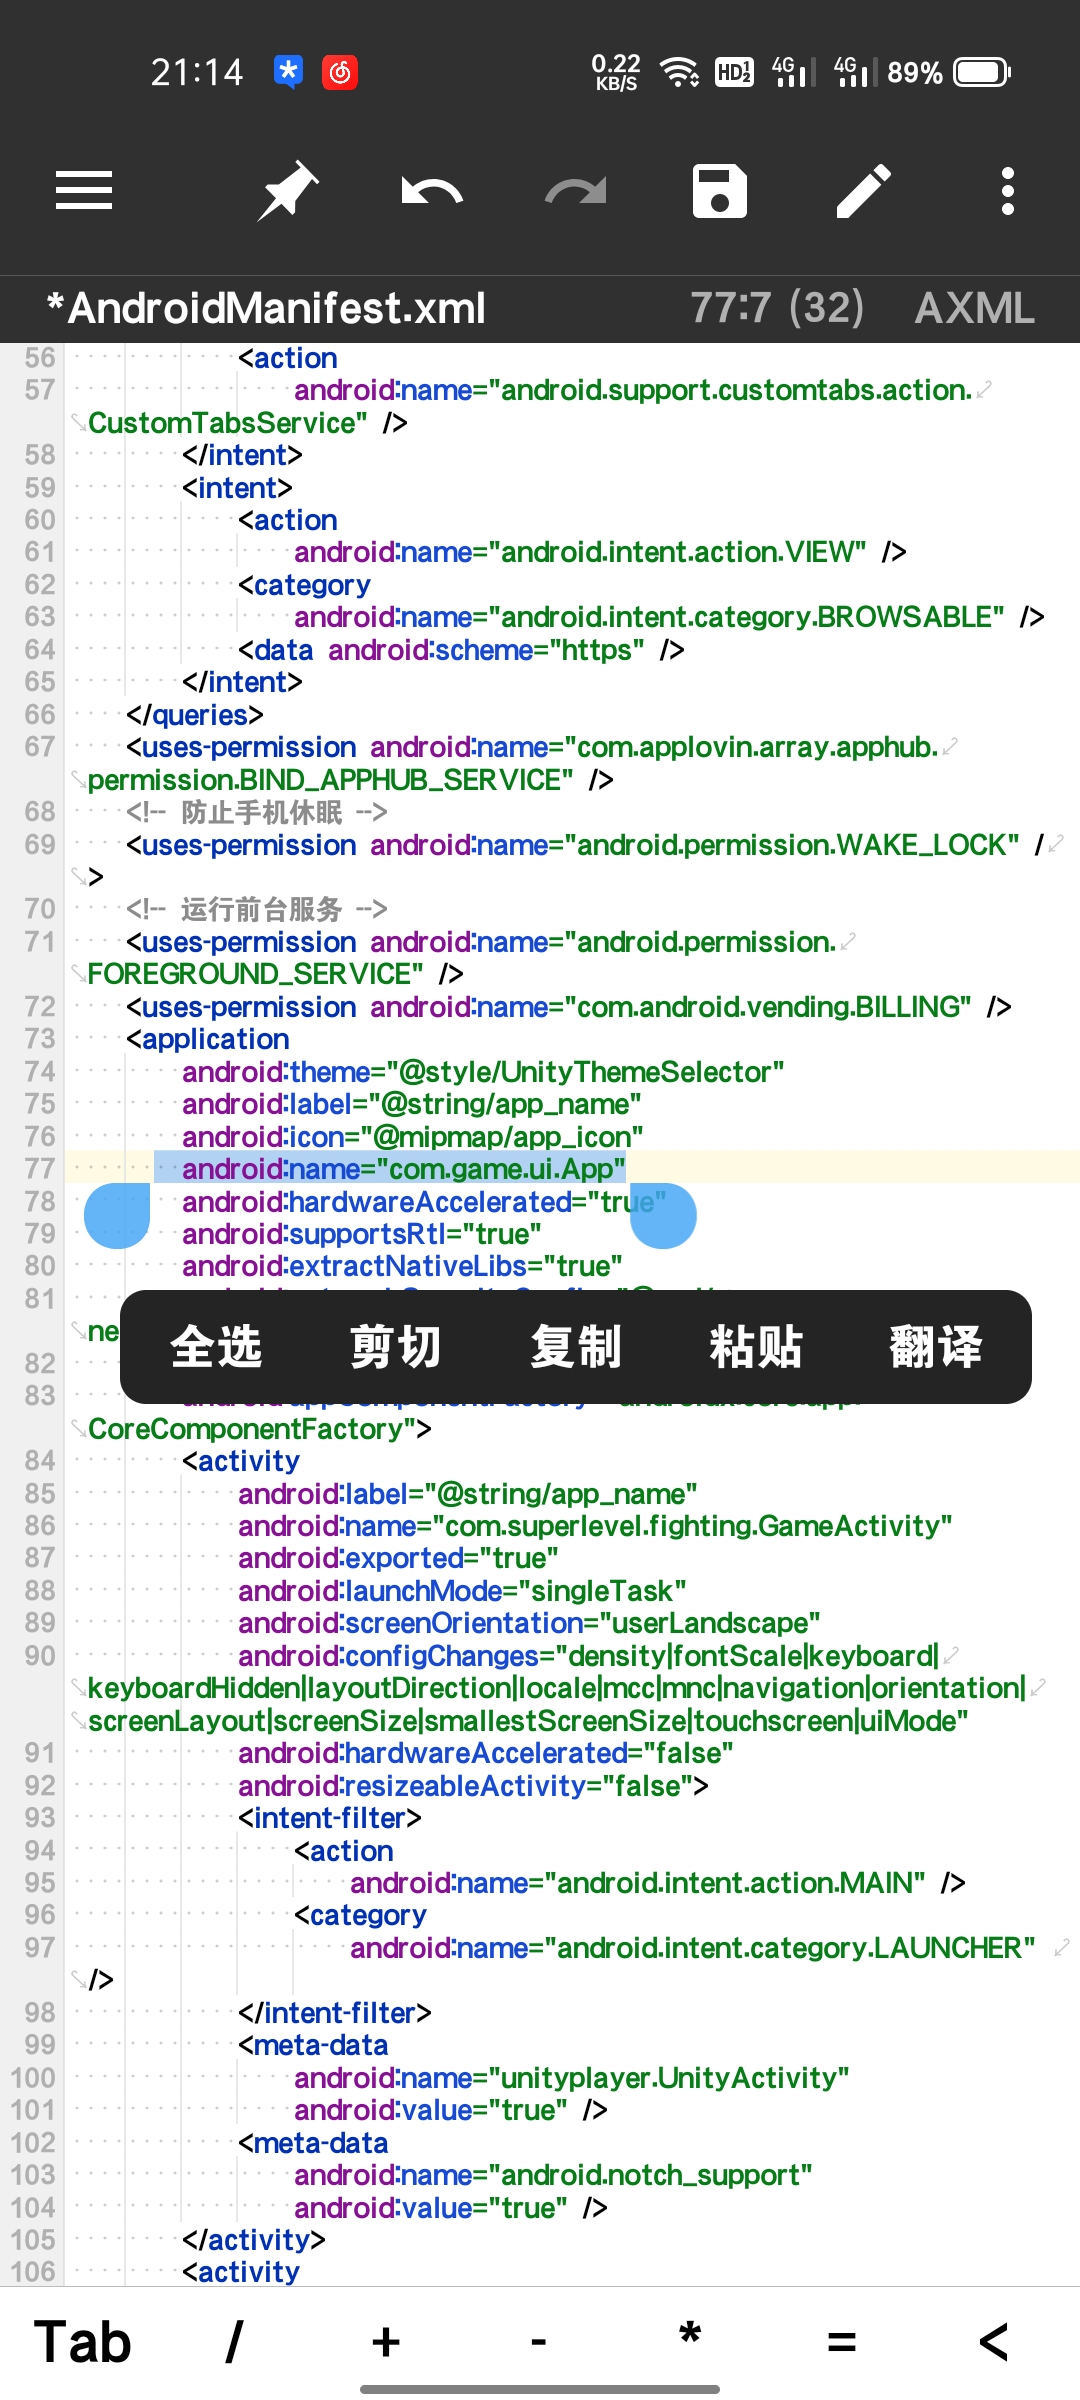 21:14 0.22 KB/S HD 1 2 4G 4G 89%
*AndroidManifest.xml 77:7 (32) AXML
56 <action
57 android:name="android.support.customtabs.action.
CustomTabsService" />
58 </intent>
59 <intent>
60 <action
61 android:name="android.intent.action.VIEW" />
62 <category
63 android:name="android.intent.category.BROWSABLE" />
64 <data android:scheme="https" />
65 </intent>
66 </queries>
67 <uses-permission android:name="com.applovin.array.apphub.
permission.BIND_APPHUB_SERVICE" />
68 <!-- 防止手机休眠 -->
69 <uses-permission android:name="android.permission.WAKE_LOCK" /
>
70 <!-- 运行前台服务 -->
71 <uses-permission android:name="android.permission.
FOREGROUND_SERVICE" />
72 <uses-permission android:name="com.android.vending.BILLING" />
73 <application
74 android:theme="@style/UnityThemeSelector"
75 android:label="@string/app_name"
76 android:icon="@mipmap/app_icon"
77 android:name="com.game.ui.App"
78 android:hardwareAccelerated="true"
79 android:supportsRtl="true"
80 android:extractNativeLibs="true"
81
ne
全选 剪切 复制 粘贴 翻译
82
83
CoreComponentFactory">
84 <activity
85 android:label="@string/app_name"
86 android:name="com.superlevel.fighting.GameActivity"
87 android:exported="true"
88 android:launchMode="singleTask"
89 android:screenOrientation="userLandscape"
90 android:configChanges="density|fontScale|keyboard|
keyboardHidden|layoutDirection|locale|mcc|mnc|navigation|orientation|
screenLayout|screenSize|smallestScreenSize|touchscreen|uiMode"
91 android:hardwareAccelerated="false"
92 android:resizeableActivity="false">
93 <intent-filter>
94 <action
95 android:name="android.intent.action.MAIN" />
96 <category
97 android:name="android.intent.category.LAUNCHER"
/>
98 </intent-filter>
99 <meta-data
100 android:name="unityplayer.UnityActivity"
101 android:value="true" />
102 <meta-data
103 android:name="android.notch_support"
104 android:value="true" />
105 </activity>
106 <activity
Tab / + - * = <